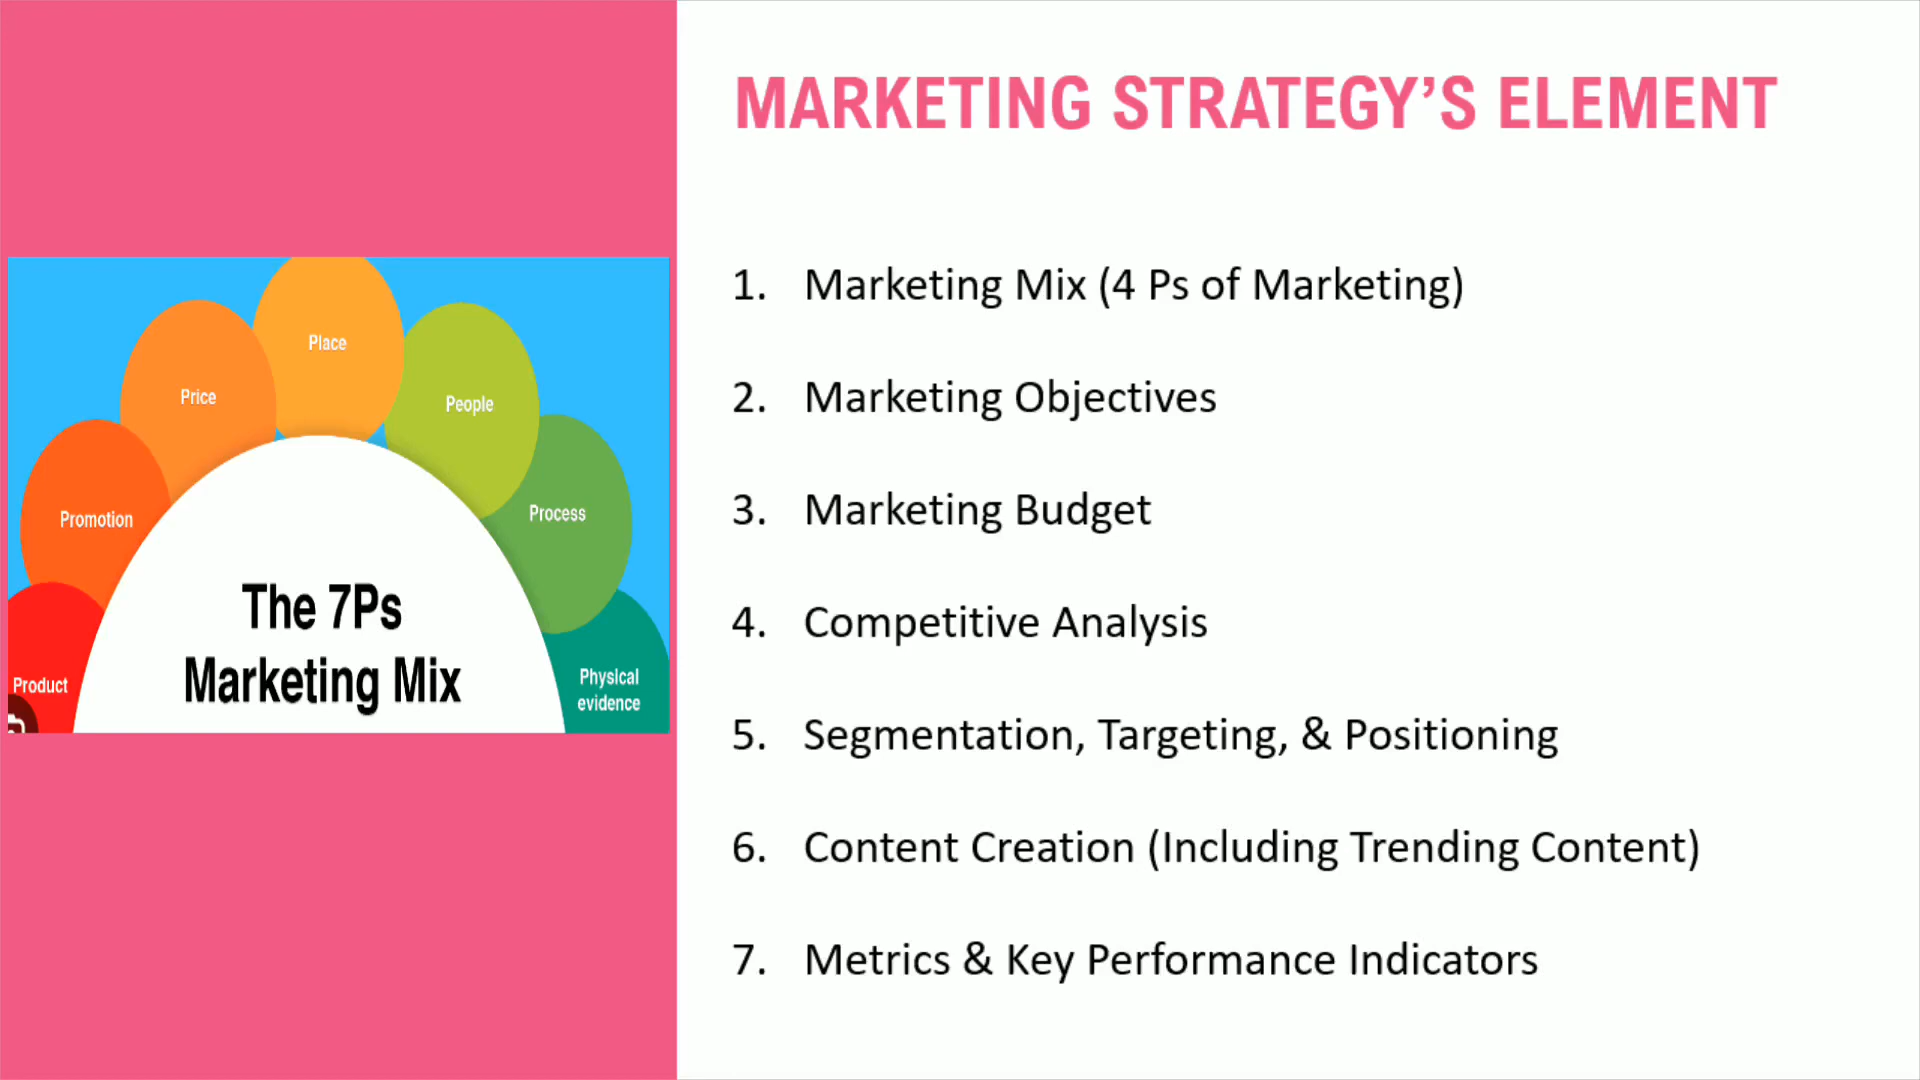 MARKETING STRATEGY’S ELEMENT
1. Marketing Mix (4 Ps of Marketing)
2. Marketing Objectives
3. Marketing Budget
4. Competitive Analysis
5. Segmentation, Targeting, & Positioning
6. Content Creation (Including Trending Content)
7. Metrics & Key Performance Indicators
Product
Promotion
Price
Place
People
Process
Physical
evidence
The 7Ps
Marketing Mix